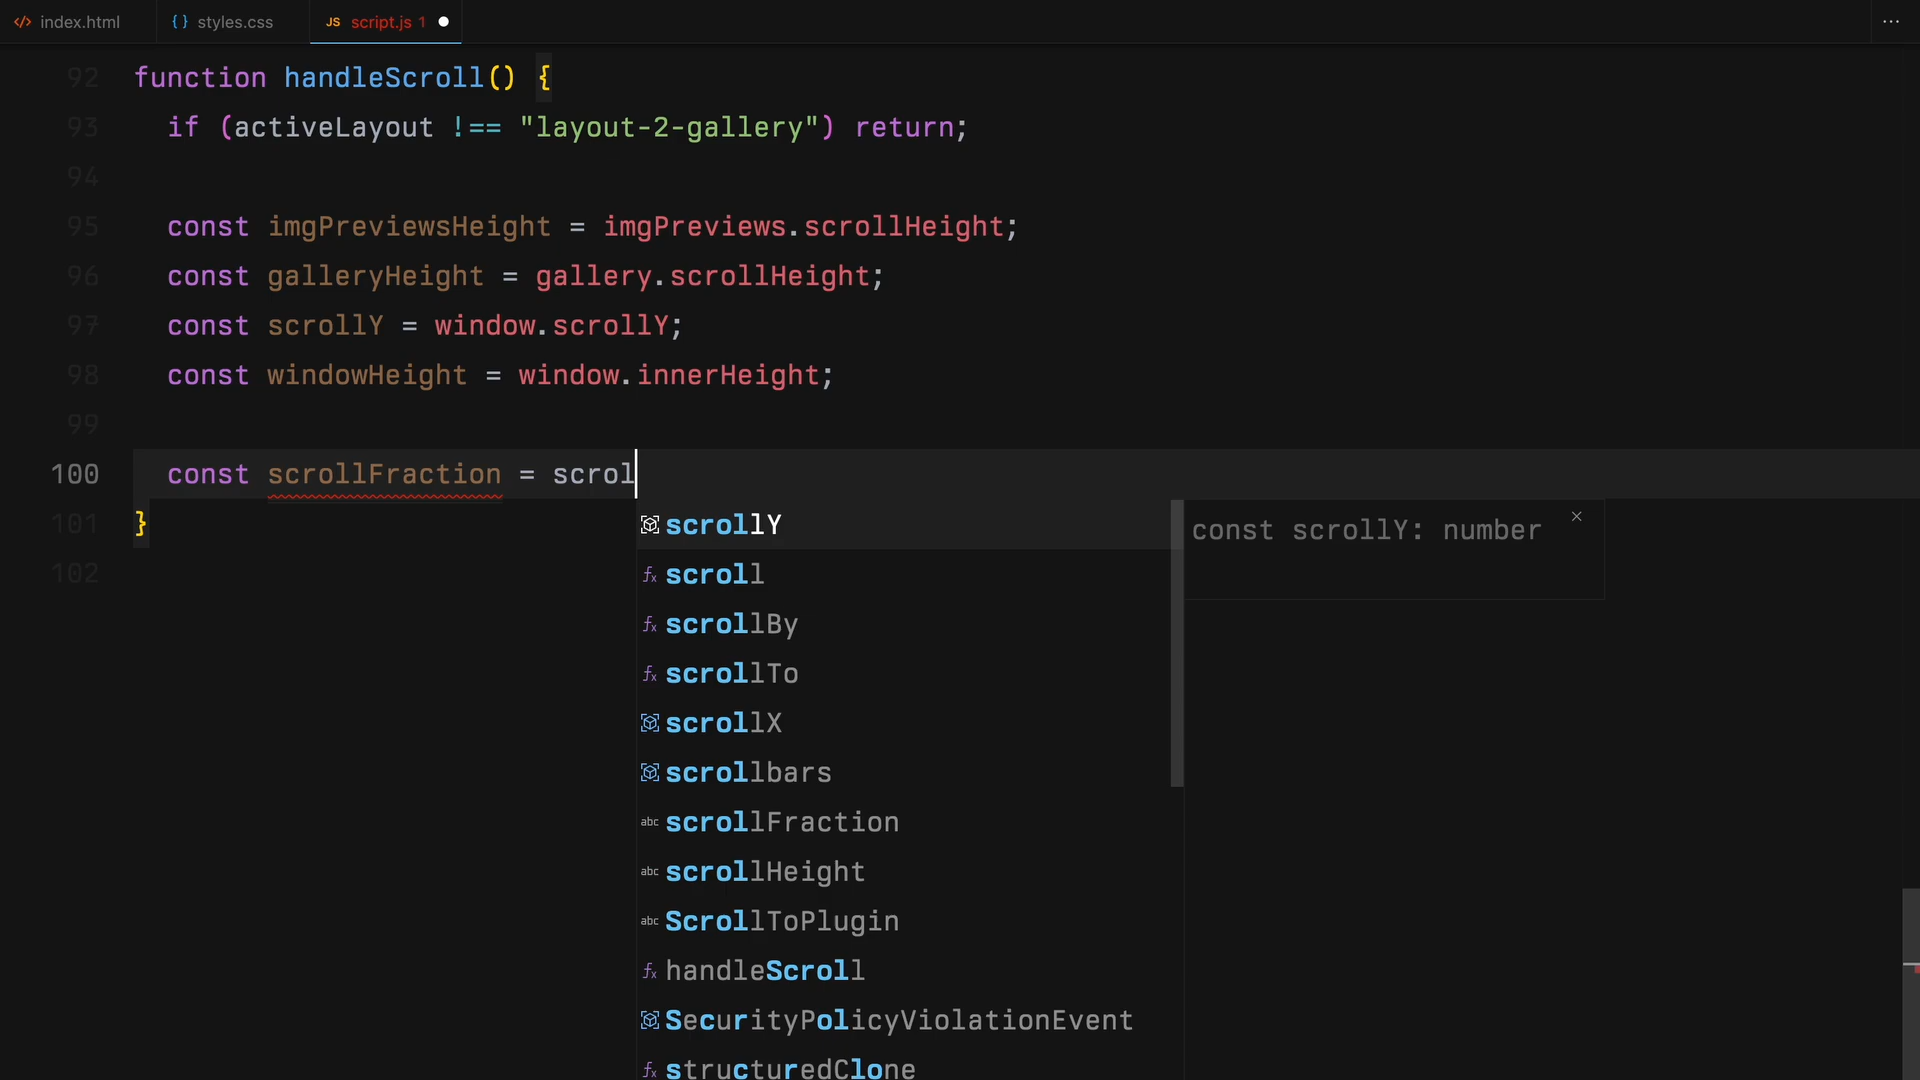 index.html
styles.css
JS script.js 1
92 function handleScroll() {
93 if (activeLayout !== "layout-2-gallery") return;
94
95 const imgPreviewsHeight = imgPreviews.scrollHeight;
96 const galleryHeight = gallery.scrollHeight;
97 const scrollY = window.scrollY;
98 const windowHeight = window.innerHeight;
99
100 const scrollFraction = scrol
101 }
102
scrollY
const scrollY: number
scroll
scrollBy
scrollTo
scrollX
scrollbars
abc scrollFraction
abc scrollHeight
abc ScrollToPlugin
handleScroll
SecurityPolicyViolationEvent
structuredClone